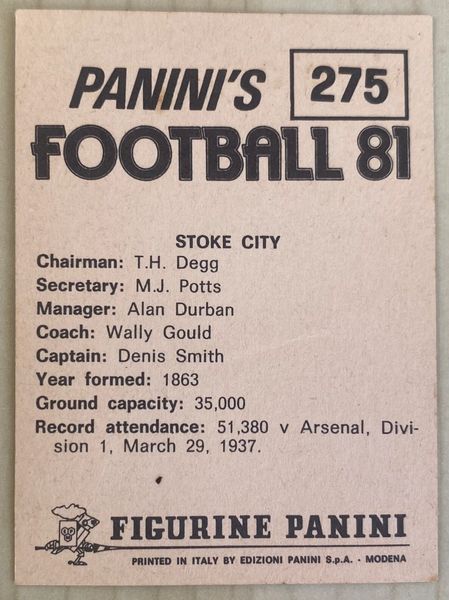 PANINI'S
275
FOOTBALL 81
STOKE CITY
Chairman: T.H. Degg
Secretary: M.J. Potts
Manager: Alan Durban
Coach: Wally Gould
Captain: Denis Smith
Year formed: 1863
Ground capacity: 35,000
Record attendance: 51,380 v Arsenal, Divi-
sion 1, March 29, 1937.
FIGURINE PANINI
PRINTED IN ITALY BY EDIZIONI PANINI S.p.A. - MODENA